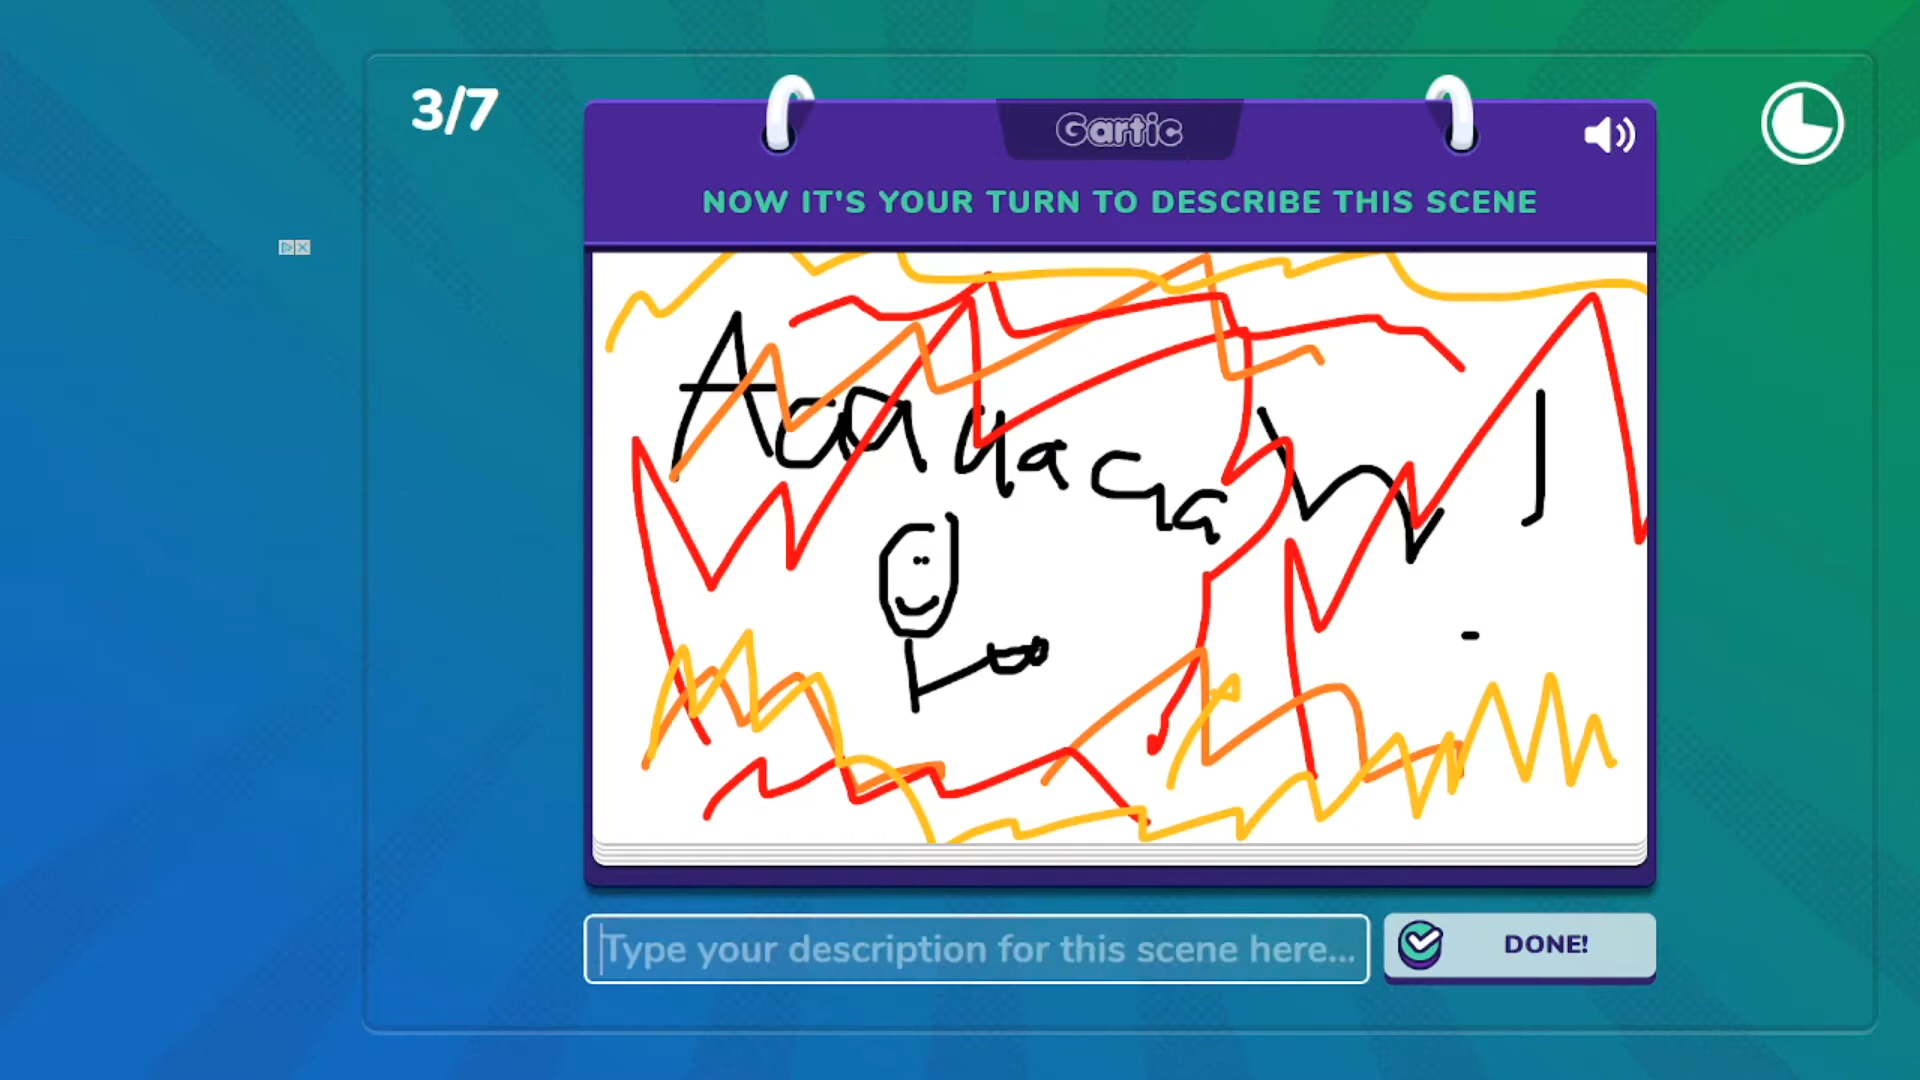 3/7
Gartic
NOW IT'S YOUR TURN TO DESCRIBE THIS SCENE
Type your description for this scene here...
DONE!